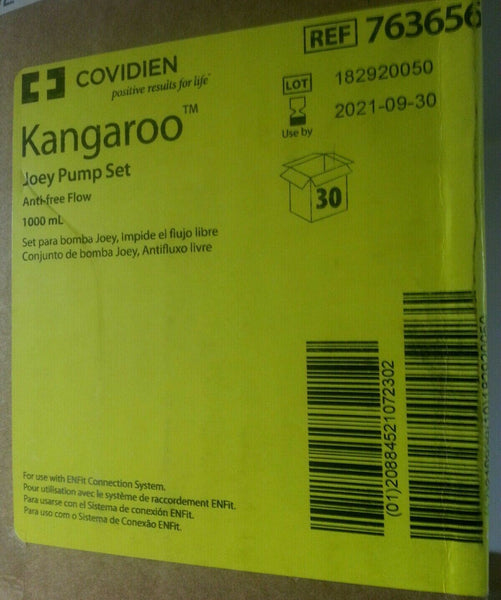 COVIDIEN
positive results for life™
Kangaroo™
Joey Pump Set
Anti-free Flow
1000 mL
Set para bomba Joey, Impide el flujo libre
Conjunto de bomba Joey, Antifluxo livre
REF 763656
LOT 182920050
2021-09-30
Use by
30
(01)20884521072302
For use with ENFit Connection System.
Pour utilisation avec le système de raccordement ENFit.
Para usarse con el sistema de conexión ENFit.
Para uso com o Sistema de Conexão ENFit.